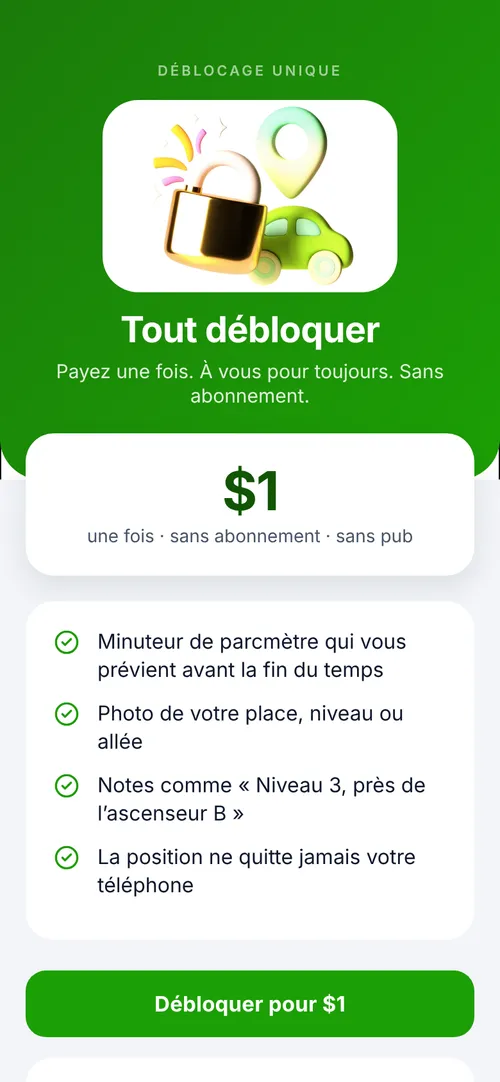 DÉBLOCAGE UNIQUE
Tout débloquer
Payez une fois. À vous pour toujours. Sans
abonnement.
$1
une fois · sans abonnement · sans pub
Minuteur de parcmètre qui vous
prévient avant la fin du temps
Photo de votre place, niveau ou
allée
Notes comme « Niveau 3, près de
l’ascenseur B »
La position ne quitte jamais votre
téléphone
Débloquer pour $1